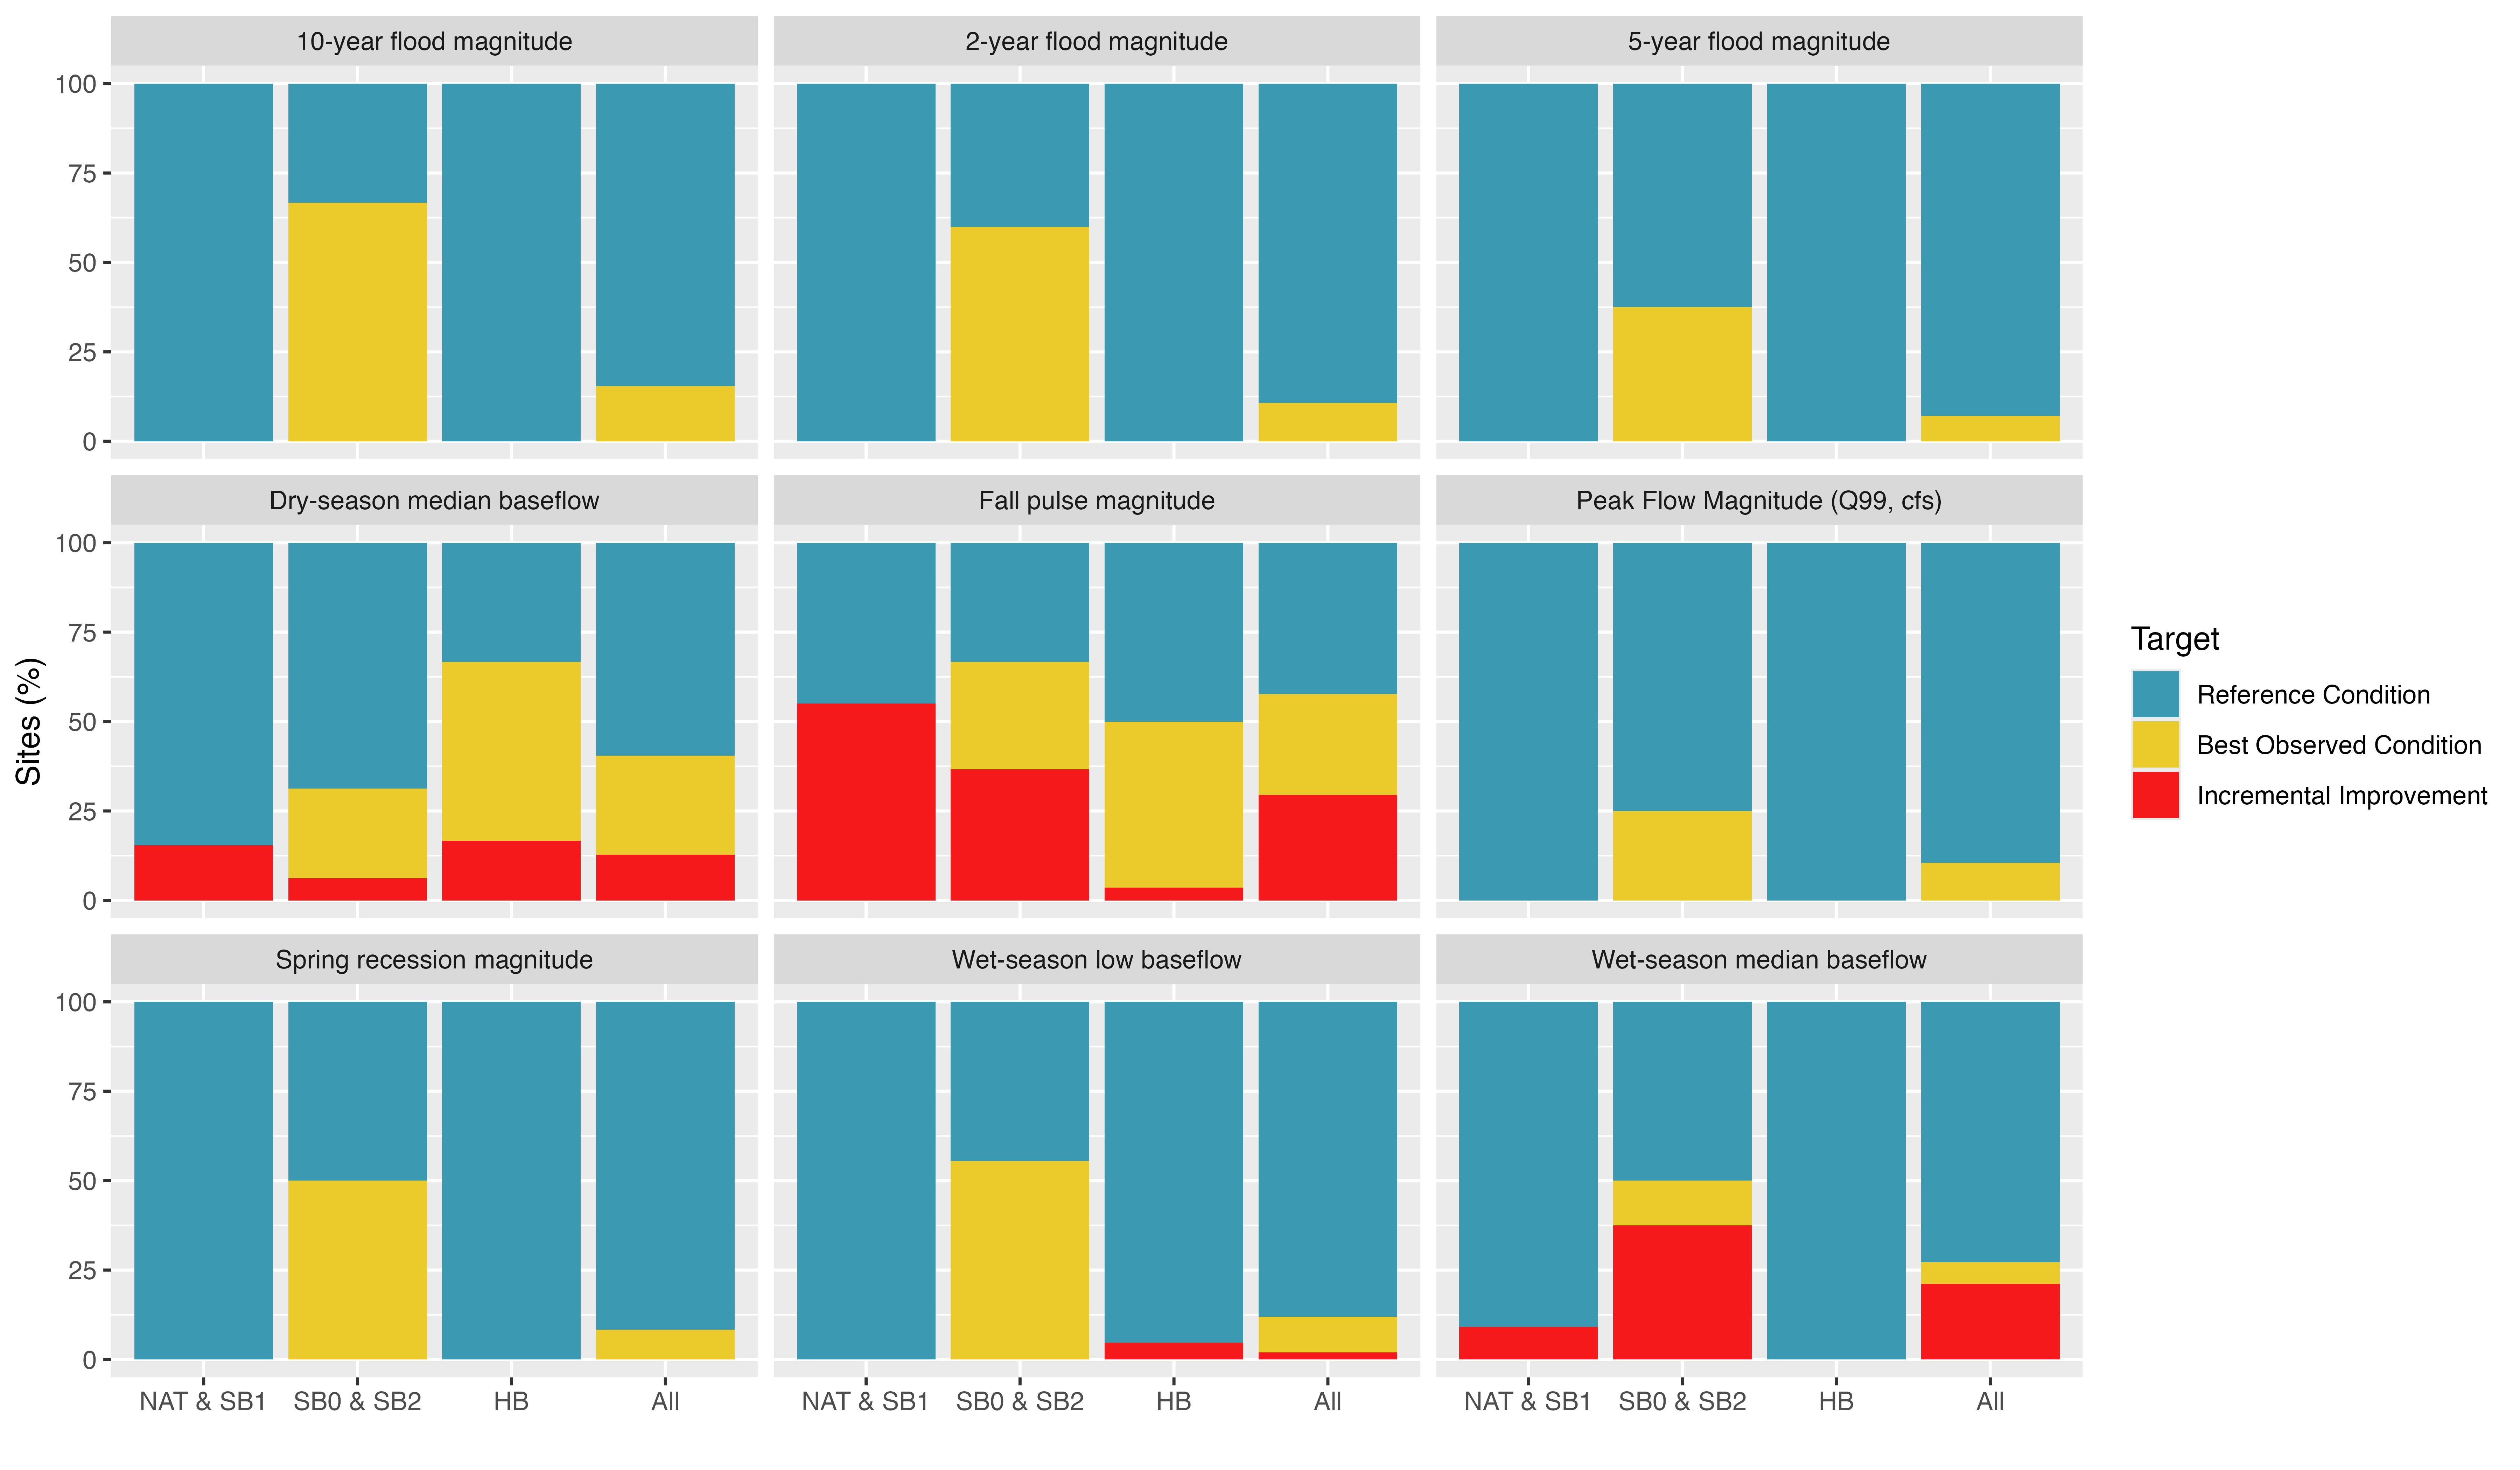 10-year flood magnitude
2-year flood magnitude
5-year flood magnitude
100
75
50
25
0
Dry-season median baseflow
Fall pulse magnitude
Peak Flow Magnitude (Q99, cfs)
100
75
50
25
0
Spring recession magnitude
Wet-season low baseflow
Wet-season median baseflow
100
75
50
25
0
NAT & SB1 SB0 & SB2 HB All
NAT & SB1 SB0 & SB2 HB All
NAT & SB1 SB0 & SB2 HB All
Sites (%)
Target
Reference Condition
Best Observed Condition
Incremental Improvement